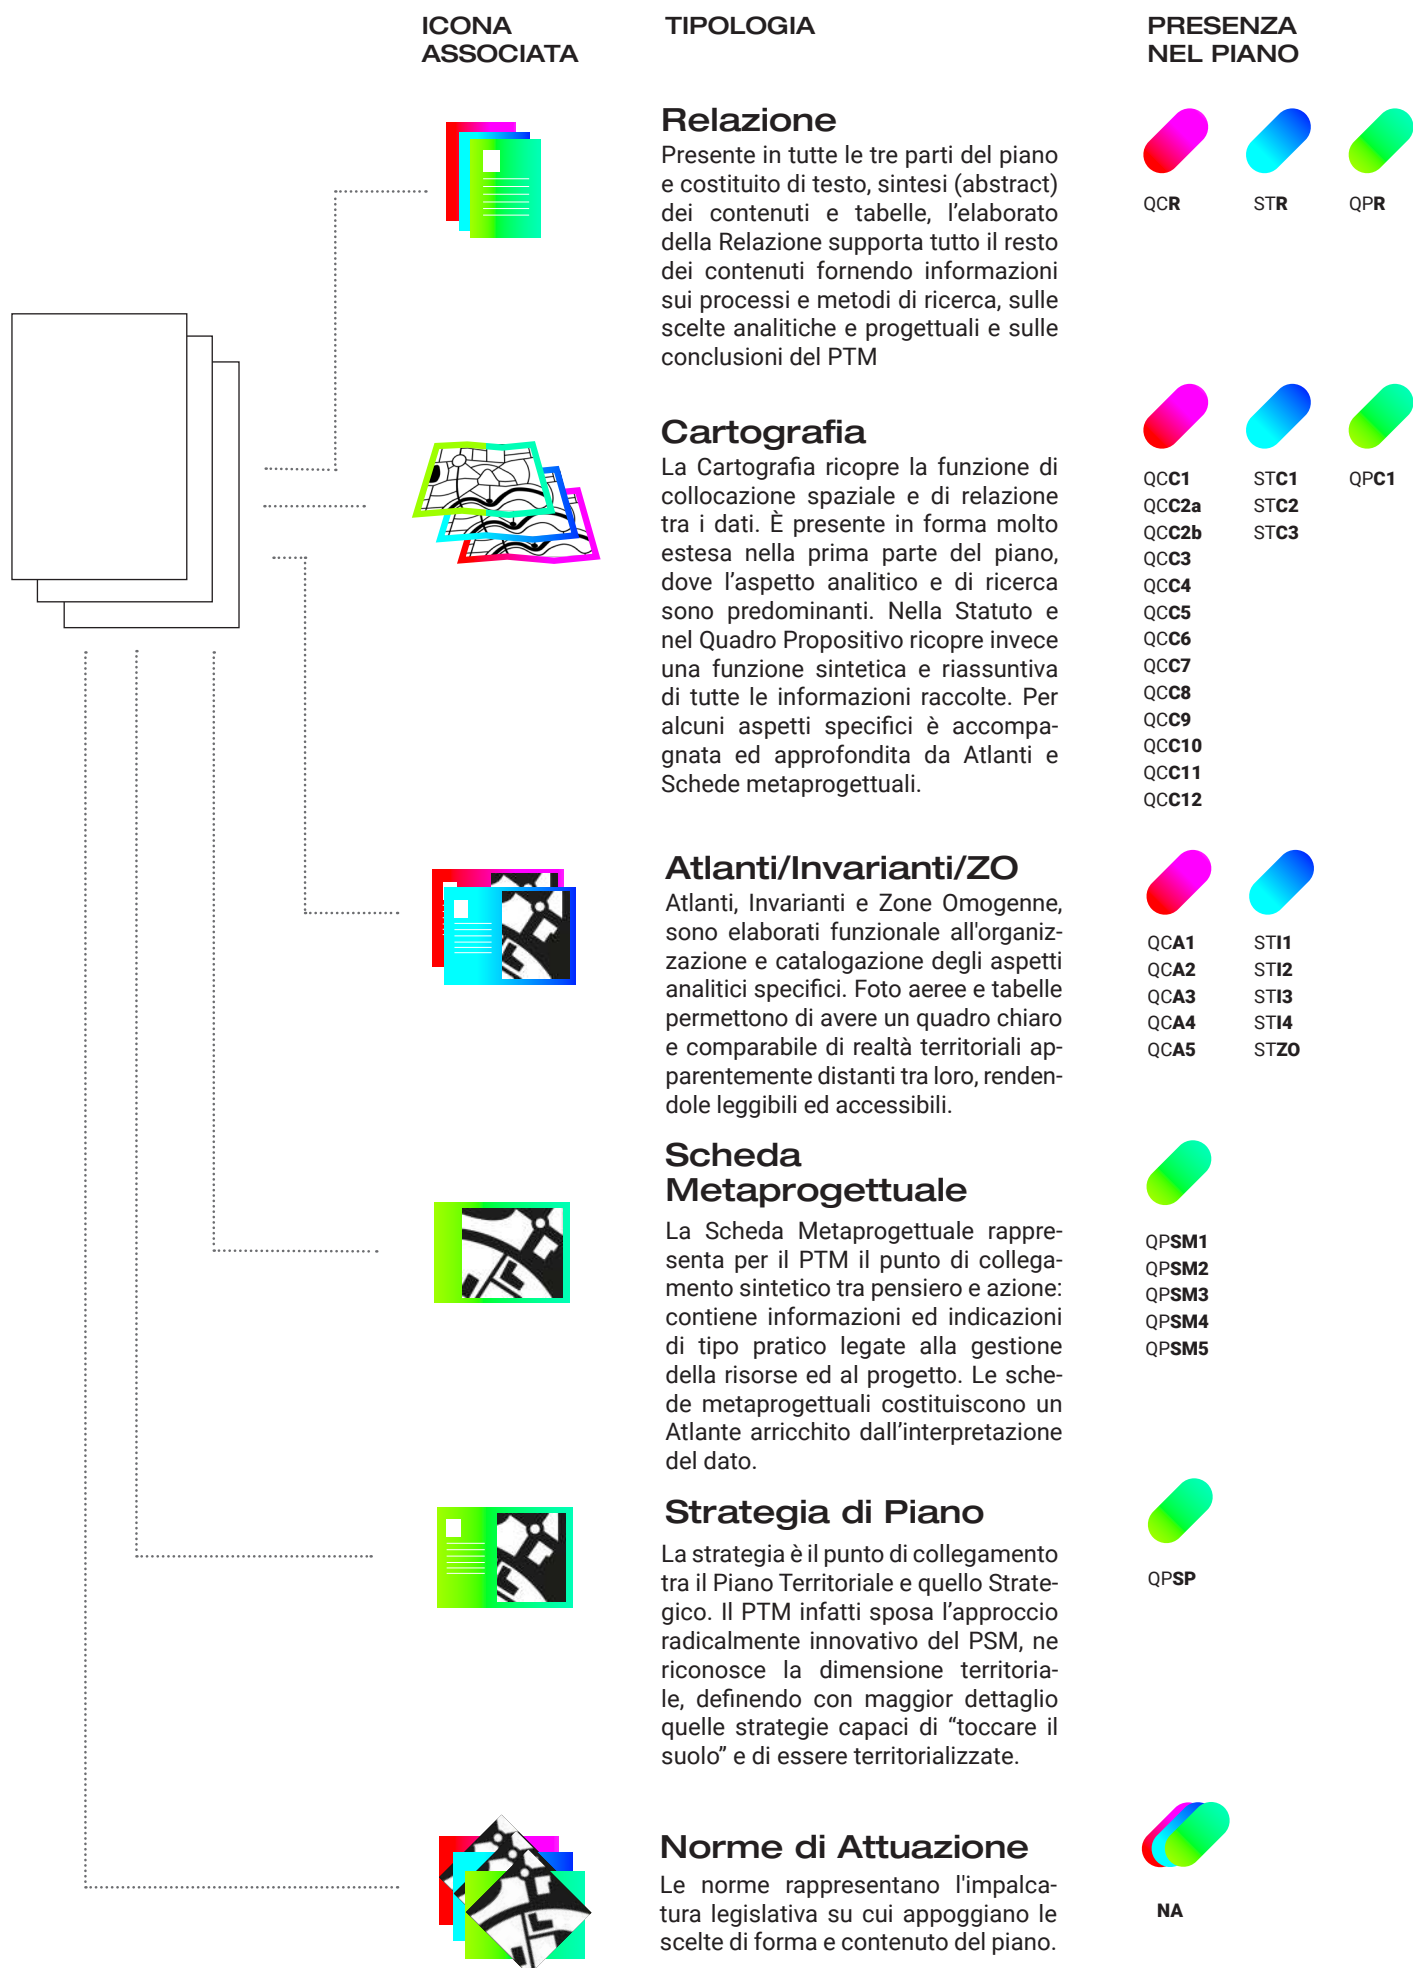 ICONA
ASSOCIATA
TIPOLOGIA
PRESENZA
NEL PIANO
Relazione
Presente in tutte le tre parti del piano
e costituito di testo, sintesi (abstract)
dei contenuti e tabelle, l’elaborato
della Relazione supporta tutto il resto
dei contenuti fornendo informazioni
sui processi e metodi di ricerca, sulle
scelte analitiche e progettuali e sulle
conclusioni del PTM
QCR
STR
QPR
Cartografia
La Cartografia ricopre la funzione di
collocazione spaziale e di relazione
tra i dati. È presente in forma molto
estesa nella prima parte del piano,
dove l’aspetto analitico e di ricerca
sono predominanti. Nella Statuto e
nel Quadro Propositivo ricopre invece
una funzione sintetica e riassuntiva
di tutte le informazioni raccolte. Per
alcuni aspetti specifici è accompa-
gnata ed approfondita da Atlanti e
Schede metaprogettuali.
QCC1
QCC2a
QCC2b
QCC3
QCC4
QCC5
QCC6
QCC7
QCC8
QCC9
QCC10
QCC11
QCC12
STC1
STC2
STC3
QPC1
Atlanti/Invarianti/ZO
Atlanti, Invarianti e Zone Omogenne,
sono elaborati funzionale all'organiz-
zazione e catalogazione degli aspetti
analitici specifici. Foto aeree e tabelle
permettono di avere un quadro chiaro
e comparabile di realtà territoriali ap-
parentemente distanti tra loro, renden-
dole leggibili ed accessibili.
QCA1
QCA2
QCA3
QCA4
QCA5
STI1
STI2
STI3
STI4
STZO
Scheda
Metaprogettuale
La Scheda Metaprogettuale rappre-
senta per il PTM il punto di collega-
mento sintetico tra pensiero e azione:
contiene informazioni ed indicazioni
di tipo pratico legate alla gestione
della risorse ed al progetto. Le sche-
de metaprogettuali costituiscono un
Atlante arricchito dall’interpretazione
del dato.
QPSM1
QPSM2
QPSM3
QPSM4
QPSM5
Strategia di Piano
La strategia è il punto di collegamento
tra il Piano Territoriale e quello Strate-
gico. Il PTM infatti sposa l’approccio
radicalmente innovativo del PSM, ne
riconosce la dimensione territoria-
le, definendo con maggior dettaglio
quelle strategie capaci di “toccare il
suolo” e di essere territorializzate.
QPSP
Norme di Attuazione
Le norme rappresentano l'impalca-
tura legislativa su cui appoggiano le
scelte di forma e contenuto del piano.
NA